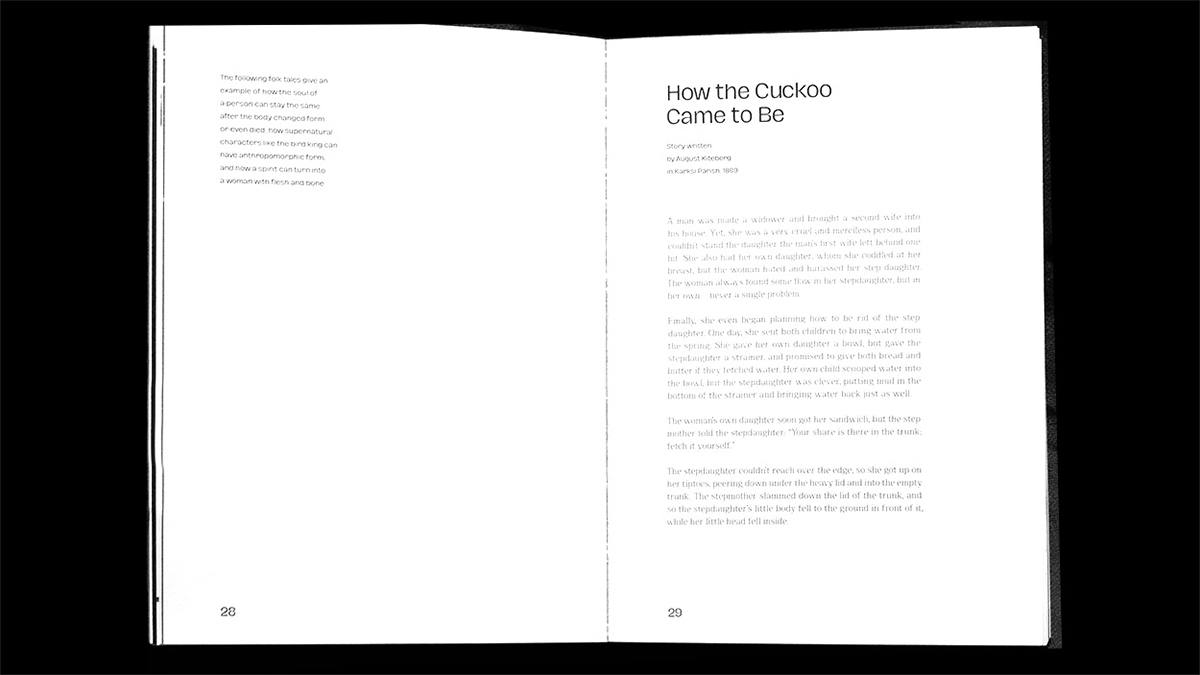 The following folk tales give an
example of how the soul of
a person can stay the same
after the body changed form
or even died, how supernatural
characters like the bird king can
have anthropomorphic form,
and how a spirit can turn into
a woman with flesh and bone
28
How the Cuckoo
Came to Be
Story written
by August Kiteberg
in Karksi Parish, 1889
A man was made a widower and brought a second wife into
his house. Yet, she was a very cruel and merciless person, and
couldn't stand the daughter the man's first wife left behind one
bit. She also had her own daughter, whom she coddled at her
breast, but the woman hated and harassed her step daughter.
The woman always found some flaw in her stepdaughter, but in
her own – never a single problem.
Finally, she even began planning how to be rid of the step
daughter. One day, she sent both children to bring water from
the spring. She gave her own daughter a bowl, but gave the
stepdaughter a strainer, and promised to give both bread and
butter if they fetched water. Her own child scooped water into
the bowl, but the stepdaughter was clever, putting mud in the
bottom of the strainer and bringing water back just as well.
The woman's own daughter soon got her sandwich, but the step
mother told the stepdaughter: "Your share is there in the trunk;
fetch it yourself."
The stepdaughter couldn't reach over the edge, so she got up on
her tiptoes, peering down under the heavy lid and into the empty
trunk. The stepmother slammed down the lid of the trunk, and
so the stepdaughter's little body fell to the ground in front of it,
while her little head fell inside.
29